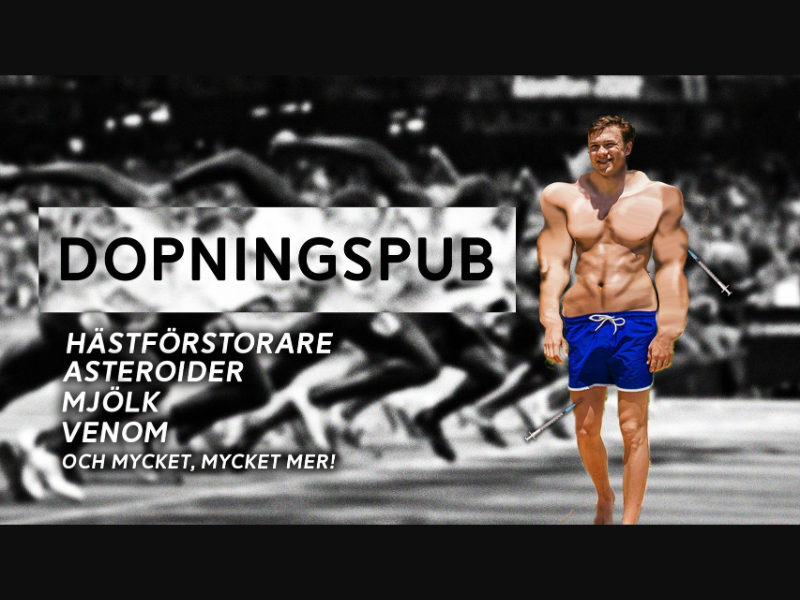 DOPNINGSPUB
HÄSTFÖRSTORARE
ASTEROIDER
MJÖLK
VENOM
OCH MYCKET, MYCKET MER!